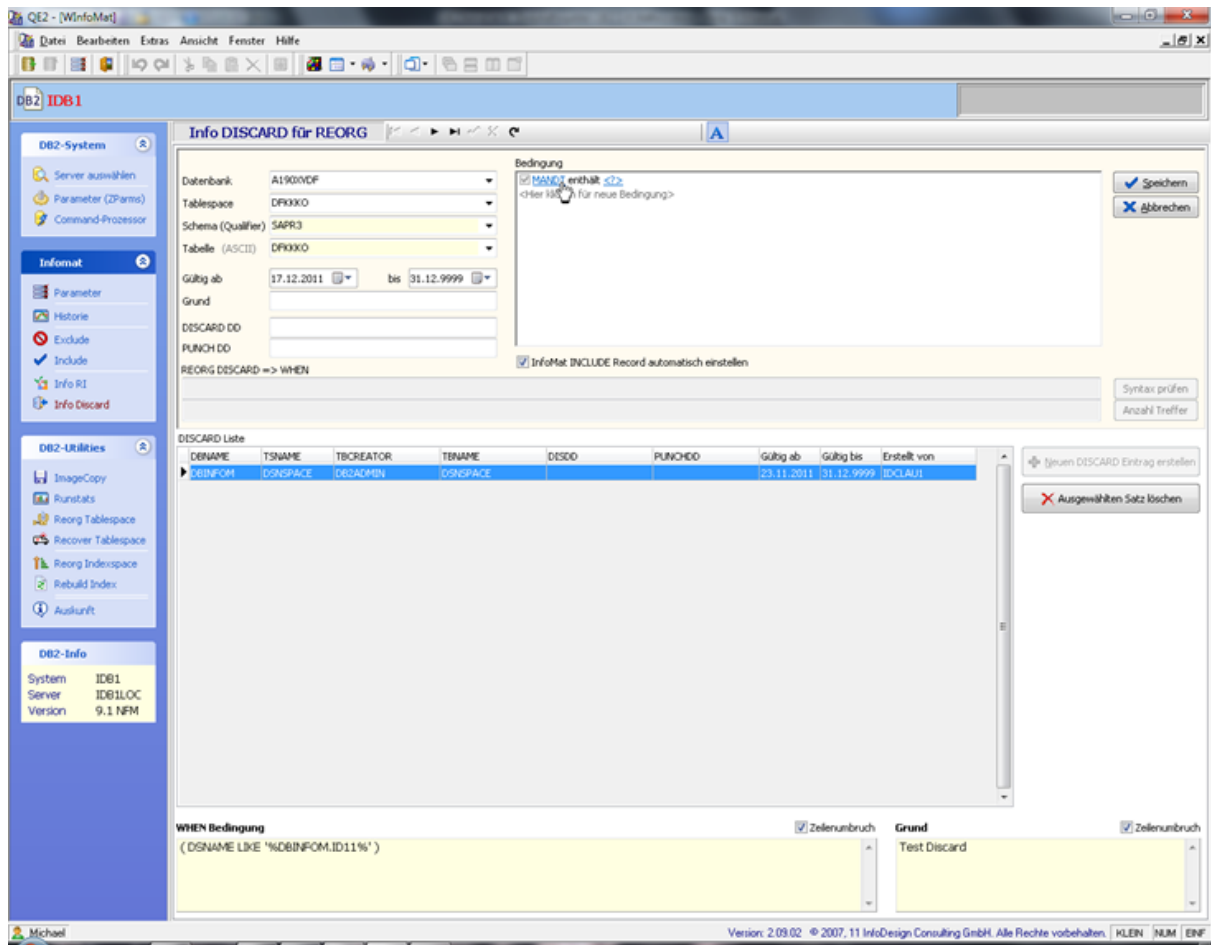 QE2 - [WInfoMat]
Datei Bearbeiten Extras Ansicht Fenster Hilfe
DB2 IDB1
DB2-System
Server auswählen
Parameter (ZParms)
Command-Prozessor
Infomat
Parameter
Historie
Exclude
Include
Info RI
Info Discard
DB2-Utilities
ImageCopy
Runstats
Reorg Tablespace
Recover Tablespace
Reorg Indexspace
Rebuild Index
Auskunft
DB2-Info
System IDB1
Server IDB1LOC
Version 9.1 NFM
Info DISCARD für REORG A
Datenbank A190XVDF
Tablespace DFKKKO
Schema (Qualifier) SAPR3
Tabelle (ASCII) DFKKKO
Gültig ab 17.12.2011 bis 31.12.9999
Grund
DISCARD DD
PUNCH DD
REORG DISCARD => WHEN
Bedingung
MANDT enthält <?>
<Hier für neue Bedingung>
InfoMat INCLUDE Record automatisch einstellen
Speichern
Abbrechen
Syntax prüfen
Anzahl Treffer
DISCARD Liste
DBNAME TSNAME TBCREATOR TBNAME DISDD PUNCHDD Gültig ab Gültig bis Erstellt von
DBINFOM DSNSPACE DB2ADMIN DSNSPACE 23.11.2011 31.12.9999 IDCLAU1
Neuen DISCARD Eintrag erstellen
Ausgewählten Satz löschen
WHEN Bedingung Zeilenumbruch
( DSNAME LIKE '%DBINFOM.ID11%' )
Grund Zeilenumbruch
Test Discard
Michael
Version: 2.09.02 © 2007, 11 InfoDesign Consulting GmbH. Alle Rechte vorbehalten. KLEIN NUM EINF